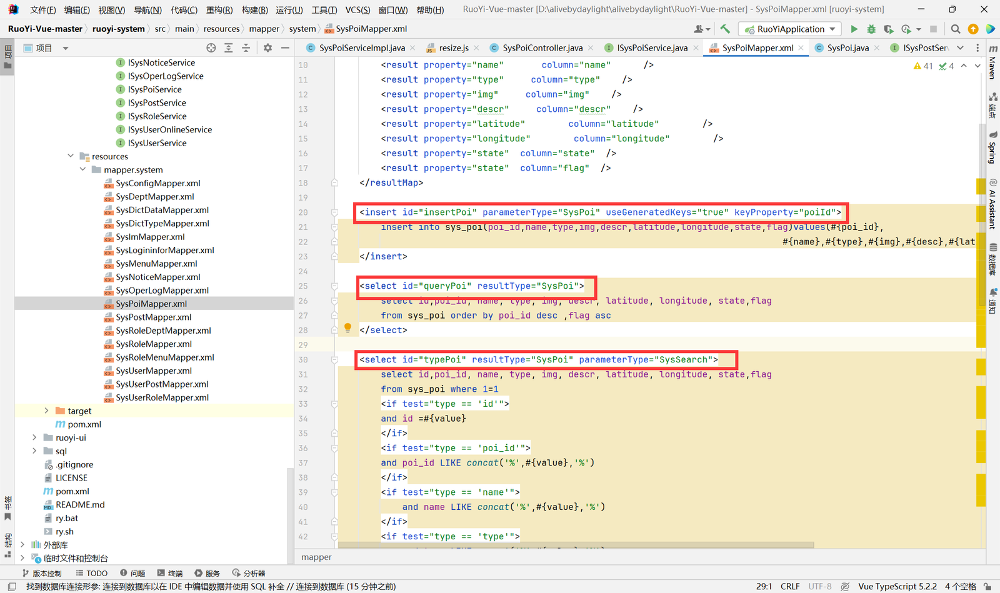 文件(F) 编辑(E) 视图(V) 导航(N) 代码(C) 重构(R) 构建(B) 运行(U) 工具(T) VCS(S) 窗口(W) 帮助(H) RuoYi-Vue-master [D:\alivebydaylight\alivebydaylight\RuoYi-Vue-master] - SysPoiMapper.xml [ruoyi-system]
RuoYi-Vue-master ruoyi-system src main resources mapper system SysPoiMapper.xml RuoYiApplication
项目
SysPoiServiceImpl.java resize.js SysPoiController.java ISysPoiService.java SysPoiMapper.xml SysPoi.java ISysPostSer
ISysNoticeService
ISysOperLogService
ISysPoiService
ISysPostService
ISysRoleService
ISysUserOnlineService
ISysUserService
resources
mapper.system
SysConfigMapper.xml
SysDeptMapper.xml
SysDictDataMapper.xml
SysDictTypeMapper.xml
SysImMapper.xml
SysLogininforMapper.xml
SysMenuMapper.xml
SysNoticeMapper.xml
SysOperLogMapper.xml
SysPoiMapper.xml
SysPostMapper.xml
SysRoleDeptMapper.xml
SysRoleMapper.xml
SysRoleMenuMapper.xml
SysUserMapper.xml
SysUserPostMapper.xml
SysUserRoleMapper.xml
target
pom.xml
ruoyi-ui
sql
.gitignore
LICENSE
pom.xml
README.md
ry.bat
ry.sh
外部库
临时文件和控制台
项目
书签
结构
41 4
10 <result property="name" column="name" />
11 <result property="type" column="type" />
12 <result property="img" column="img" />
13 <result property="descr" column="descr" />
14 <result property="latitude" column="latitude" />
15 <result property="longitude" column="longitude" />
16 <result property="state" column="state" />
17 <result property="state" column="flag" />
18 </resultMap>
19
20 <insert id="insertPoi" parameterType="SysPoi" useGeneratedKeys="true" keyProperty="poiId">
21 insert into sys_poi(poi_id,name,type,img,descr,latitude,longitude,state,flag)values(#{poi_id},
22 #{name},#{type},#{img},#{desc},#{lat
23 </insert>
24
25 <select id="queryPoi" resultType="SysPoi">
26 select id,poi_id, name, type, img, descr, latitude, longitude, state,flag
27 from sys_poi order by poi_id desc ,flag asc
28 </select>
29
30 <select id="typePoi" resultType="SysPoi" parameterType="SysSearch">
31 select id,poi_id, name, type, img, descr, latitude, longitude, state,flag
32 from sys_poi where 1=1
33 <if test="type == 'id'">
34 and id =#{value}
35 </if>
36 <if test="type == 'poi_id'">
37 and poi_id LIKE concat('%',#{value},'%')
38 </if>
39 <if test="type == 'name'">
40 and name LIKE concat('%',#{value},'%')
41 </if>
42 <if test="type == 'type'">
mapper
Maven
端点
Spring
AI Assistant
数据库
通知
版本控制 TODO 问题 终端 服务 分析器
找到数据库连接形参: 连接到数据库以在 IDE 中编辑数据并使用 SQL 补全 // 连接到数据库 (15 分钟之前) 29:1 CRLF UTF-8 Vue TypeScript 5.2.2 4 个空格